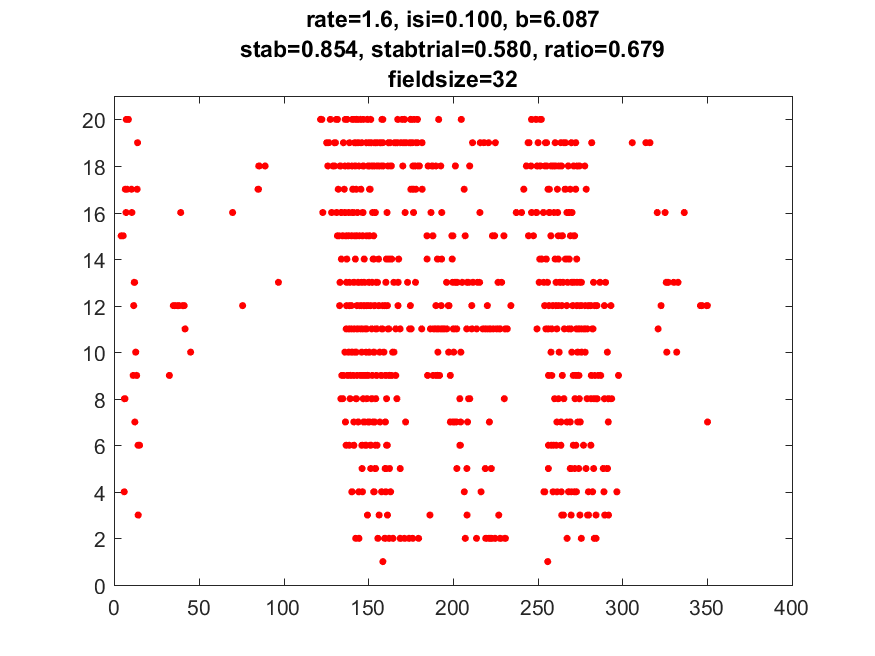 rate=1.6, isi=0.100, b=6.087
stab=0.854, stabtrial=0.580, ratio=0.679
fieldsize=32
20
18
16
14
12
10
8
6
4
2
0
0 50 100 150 200 250 300 350 400